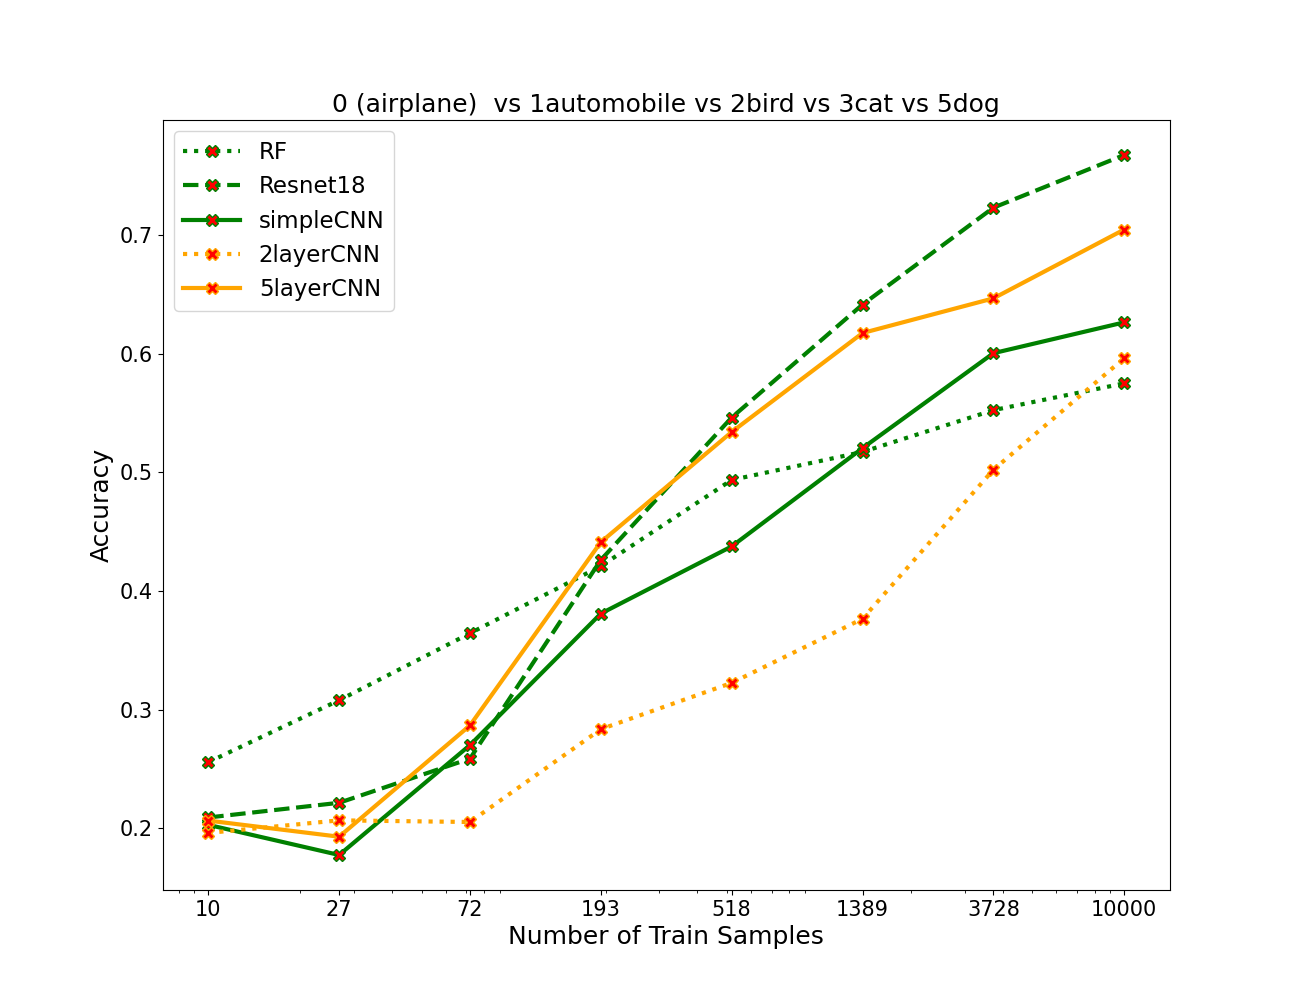 0 (airplane)  vs 1automobile vs 2bird vs 3cat vs 5dog
RF
Resnet18
simpleCNN
2layerCNN
5layerCNN
Accuracy
0.7
0.6
0.5
0.4
0.3
0.2
10 27 72 193 518 1389 3728 10000
Number of Train Samples